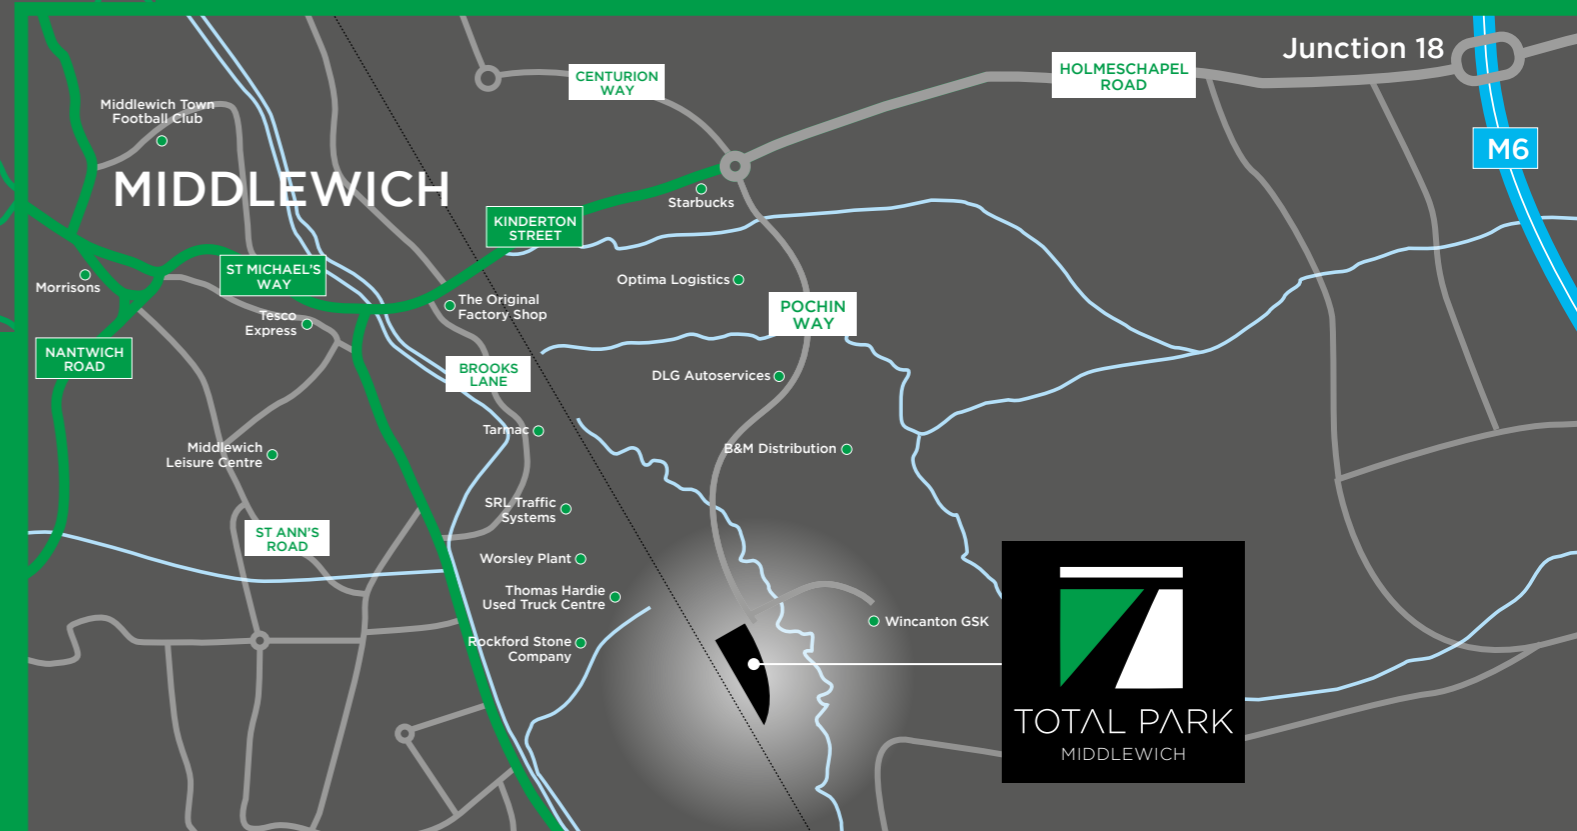 Junction 18
HOLMESCHAPEL
ROAD
CENTURION
WAY
M6
Middlewich Town
Football Club
MIDDLEWICH
Starbucks
KINDERTON
STREET
ST MICHAEL'S
WAY
Morrisons
Optima Logistics
The Original
Factory Shop
POCHIN
WAY
Tesco
Express
NANTWICH
ROAD
BROOKS
LANE
DLG Autoservices
Tarmac
B&M Distribution
Middlewich
Leisure Centre
SRL Traffic
Systems
ST ANN'S
ROAD
Worsley Plant
Thomas Hardie
Used Truck Centre
Wincanton GSK
Rockford Stone
Company
TOTAL PARK
MIDDLEWICH